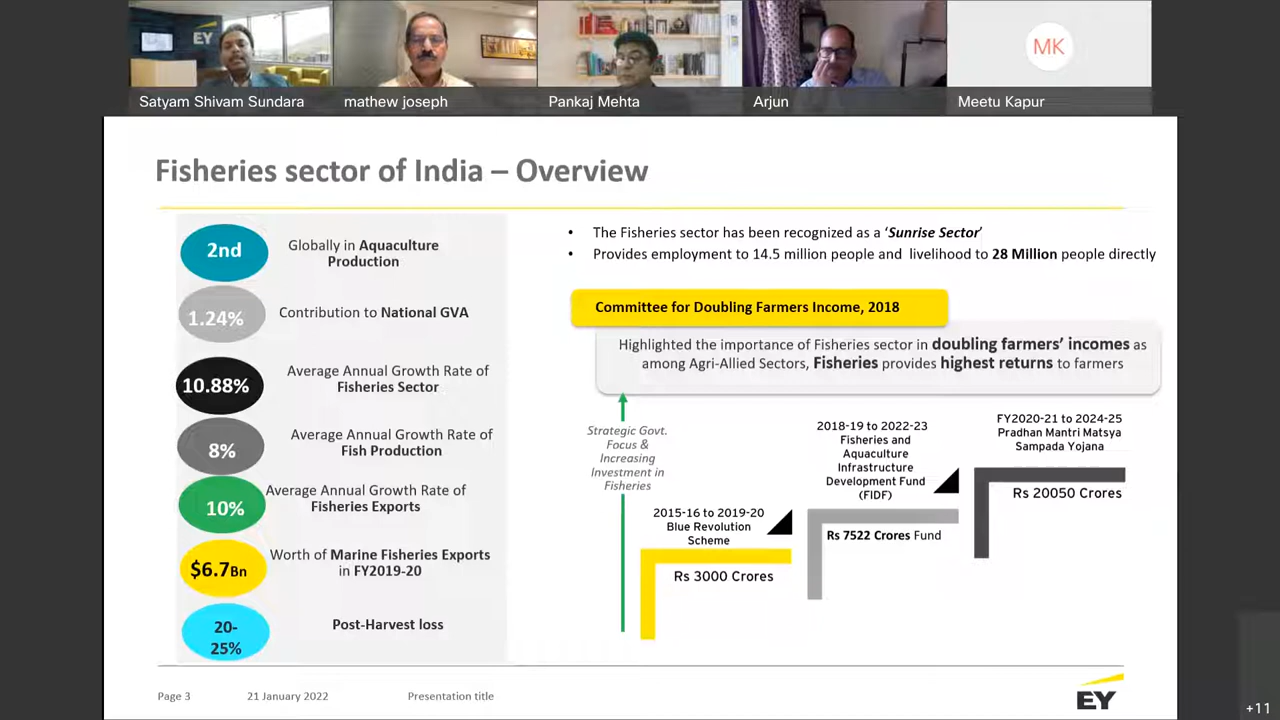 EY
MK
Satyam Shivam Sundara
mathew joseph
Pankaj Mehta
Arjun
Meetu Kapur
Fisheries sector of India – Overview
2nd
Globally in Aquaculture
Production
1.24%
Contribution to National GVA
10.88%
Average Annual Growth Rate of
Fisheries Sector
8%
Average Annual Growth Rate of
Fish Production
10%
Average Annual Growth Rate of
Fisheries Exports
$6.7Bn
Worth of Marine Fisheries Exports
in FY2019-20
20-
25%
Post-Harvest loss
• The Fisheries sector has been recognized as a ‘Sunrise Sector’
• Provides employment to 14.5 million people and livelihood to 28 Million people directly
Committee for Doubling Farmers Income, 2018
Highlighted the importance of Fisheries sector in doubling farmers’ incomes as
among Agri-Allied Sectors, Fisheries provides highest returns to farmers
Strategic Govt.
Focus &
Increasing
Investment in
Fisheries
2015-16 to 2019-20
Blue Revolution
Scheme
Rs 3000 Crores
2018-19 to 2022-23
Fisheries and
Aquaculture
Infrastructure
Development Fund
(FIDF)
Rs 7522 Crores Fund
FY2020-21 to 2024-25
Pradhan Mantri Matsya
Sampada Yojana
Rs 20050 Crores
Page 3
21 January 2022
Presentation title
EY
+11